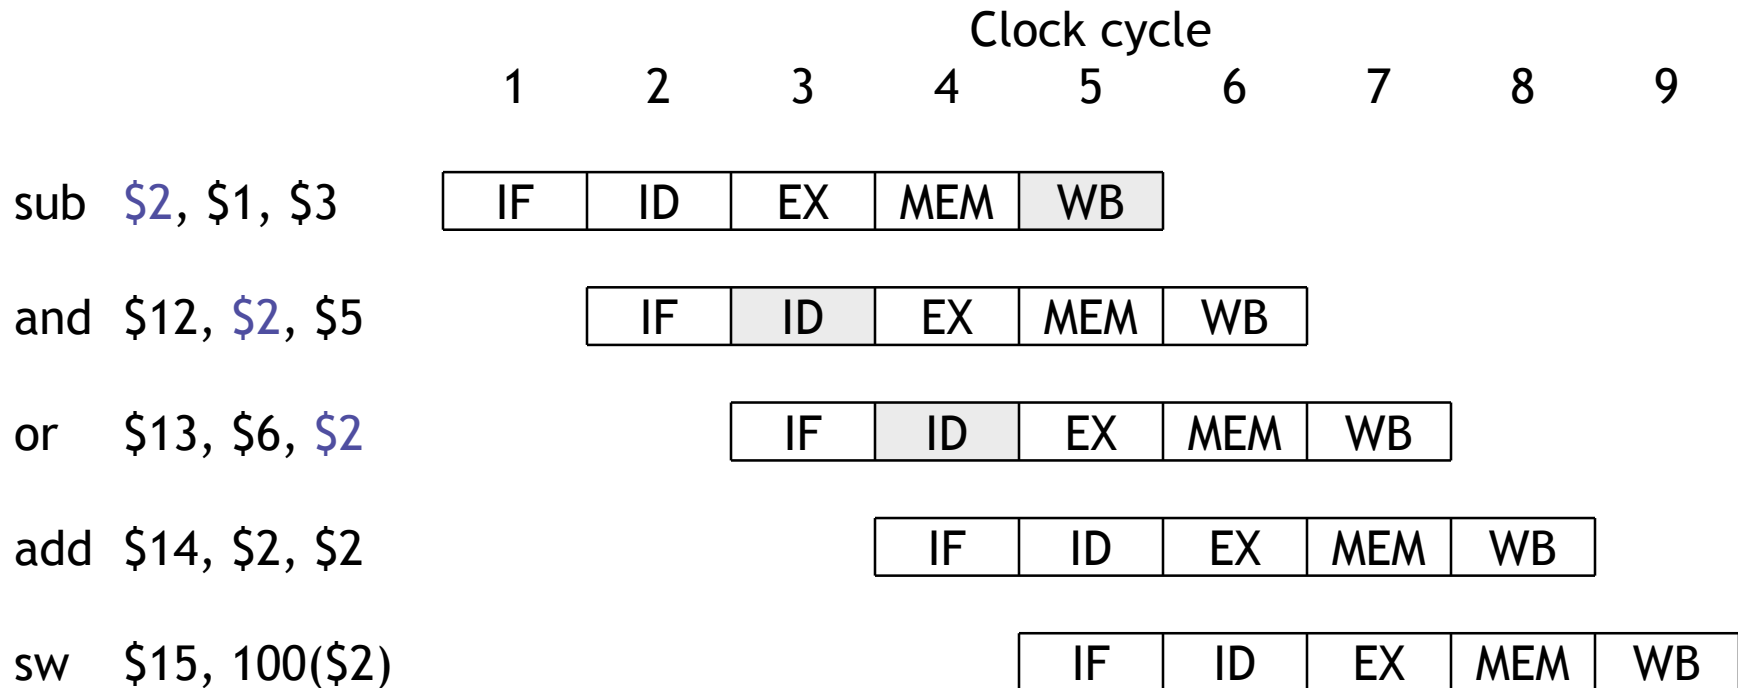 Clock cycle
1 2 3 4 5 6 7 8 9
sub $2, $1, $3 IF ID EX MEM WB
and $12, $2, $5 IF ID EX MEM WB
or $13, $6, $2 IF ID EX MEM WB
add $14, $2, $2 IF ID EX MEM WB
sw $15, 100($2) IF ID EX MEM WB